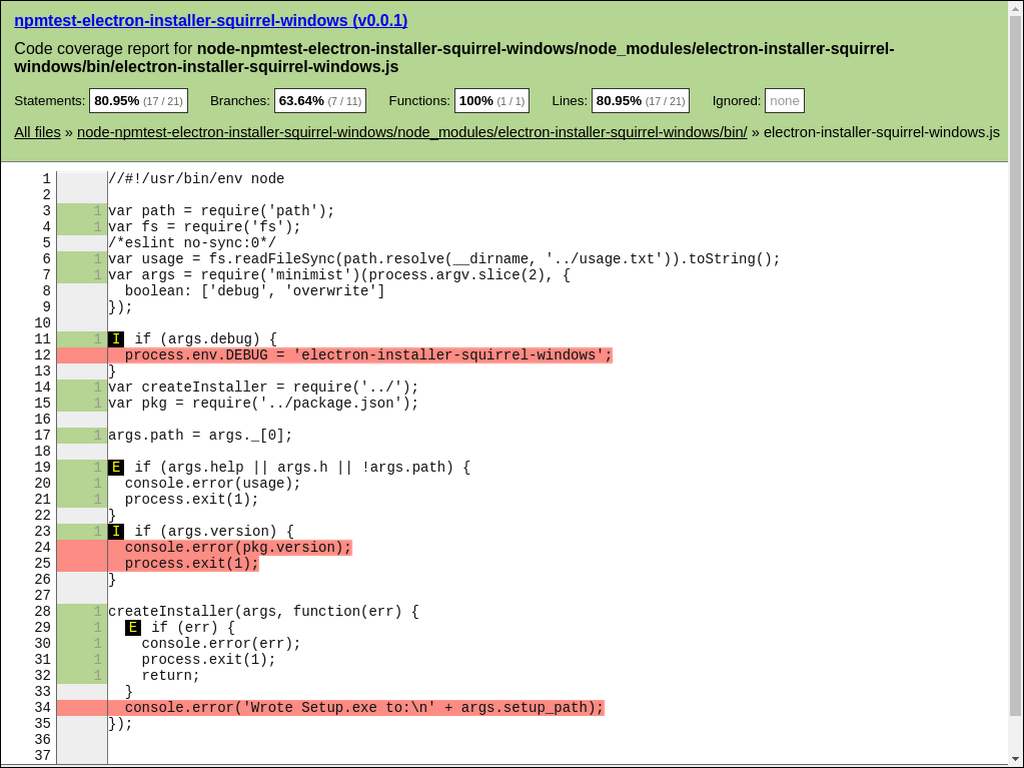 npmtest-electron-installer-squirrel-windows (v0.0.1)
Code coverage report for node-npmtest-electron-installer-squirrel-windows/node_modules/electron-installer-squirrel-
windows/bin/electron-installer-squirrel-windows.js
Statements: 80.95% (17 / 21) Branches: 63.64% (7 / 11) Functions: 100% (1 / 1) Lines: 80.95% (17 / 21) Ignored: none
All files » node-npmtest-electron-installer-squirrel-windows/node_modules/electron-installer-squirrel-windows/bin/ » electron-installer-squirrel-windows.js
1 //#!/usr/bin/env node
2
3 1 var path = require('path');
4 1 var fs = require('fs');
5 /*eslint no-sync:0*/
6 1 var usage = fs.readFileSync(path.resolve(__dirname, '../usage.txt')).toString();
7 1 var args = require('minimist')(process.argv.slice(2), {
8   boolean: ['debug', 'overwrite']
9 });
10
11 1 I if (args.debug) {
12   process.env.DEBUG = 'electron-installer-squirrel-windows';
13 }
14 1 var createInstaller = require('../');
15 1 var pkg = require('../package.json');
16
17 1 args.path = args._[0];
18
19 1 E if (args.help || args.h || !args.path) {
20 1   console.error(usage);
21 1   process.exit(1);
22 }
23 1 I if (args.version) {
24   console.error(pkg.version);
25   process.exit(1);
26 }
27
28 1 createInstaller(args, function(err) {
29 1   E if (err) {
30 1     console.error(err);
31 1     process.exit(1);
32 1     return;
33   }
34   console.error('Wrote Setup.exe to:\n' + args.setup_path);
35 });
36
37